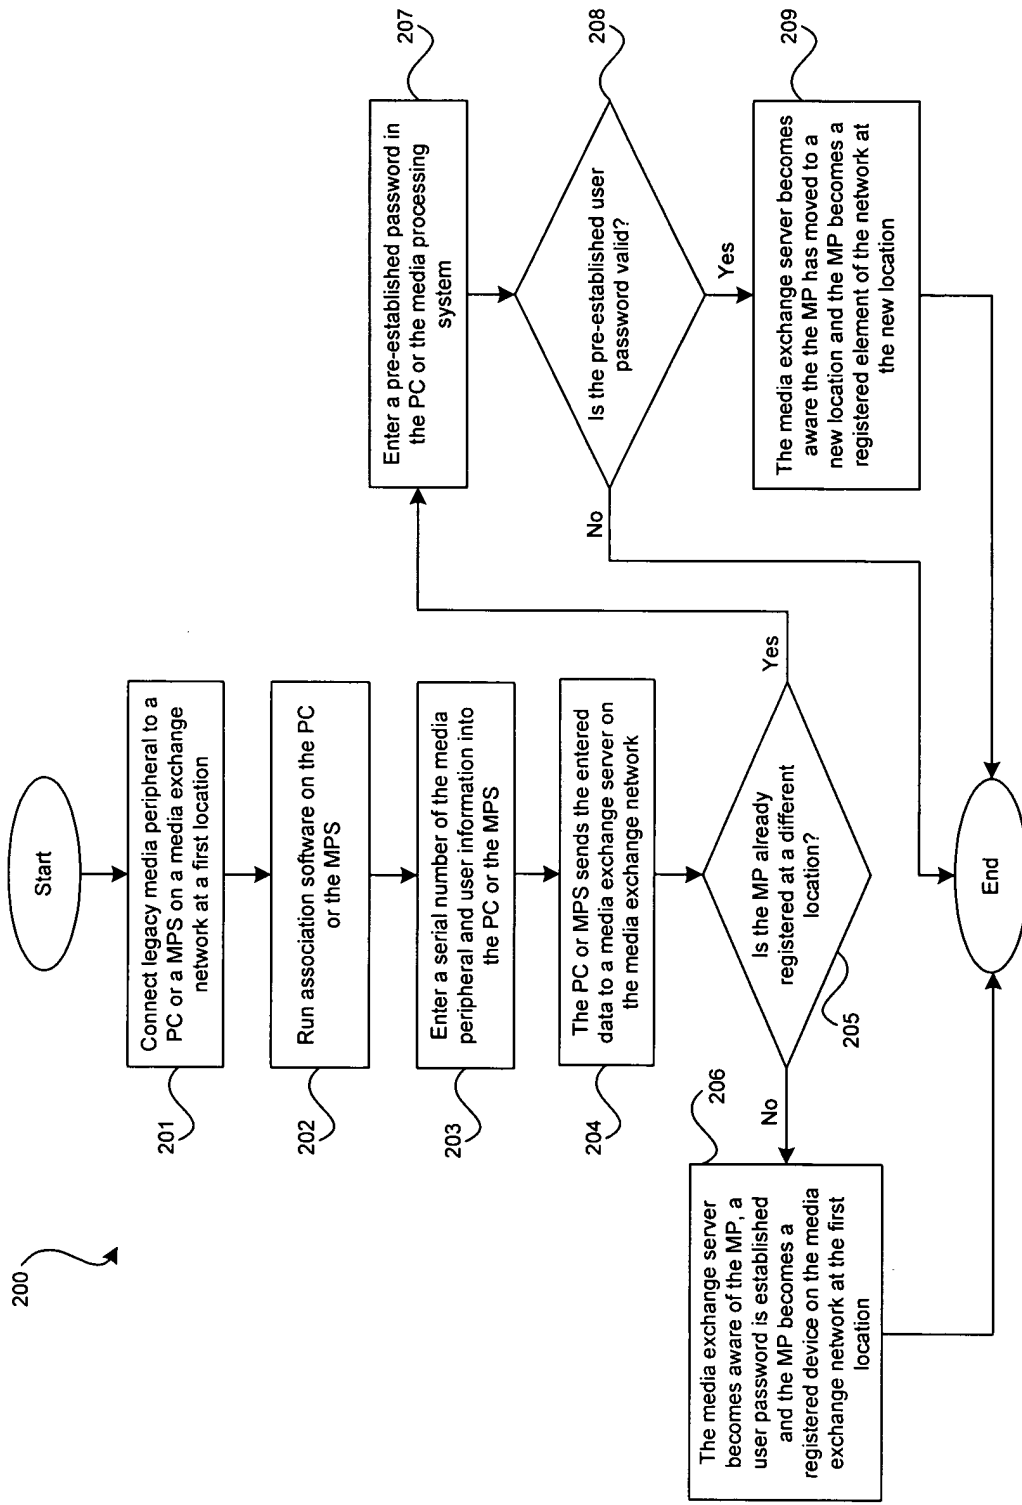 200
Start
Connect legacy media peripheral to a
PC or a MPS on a media exchange
network at a first location
201
Run association software on the PC
or the MPS
202
Enter a serial number of the media
peripheral and user information into
the PC or the MPS
203
The PC or MPS sends the entered
data to a media exchange server on
the media exchange network
204
Is the MP already
registered at a different
location?
205
No
Yes
The media exchange server
becomes aware of the MP, a
user password is established
and the MP becomes a
registered device on the media
exchange network at the first
location
206
Enter a pre-established password in
the PC or the media processing
system
207
Is the pre-established user
password valid?
208
No
Yes
The media exchange server becomes
aware the the MP has moved to a
new location and the MP becomes a
registered element of the network at
the new location
209
End